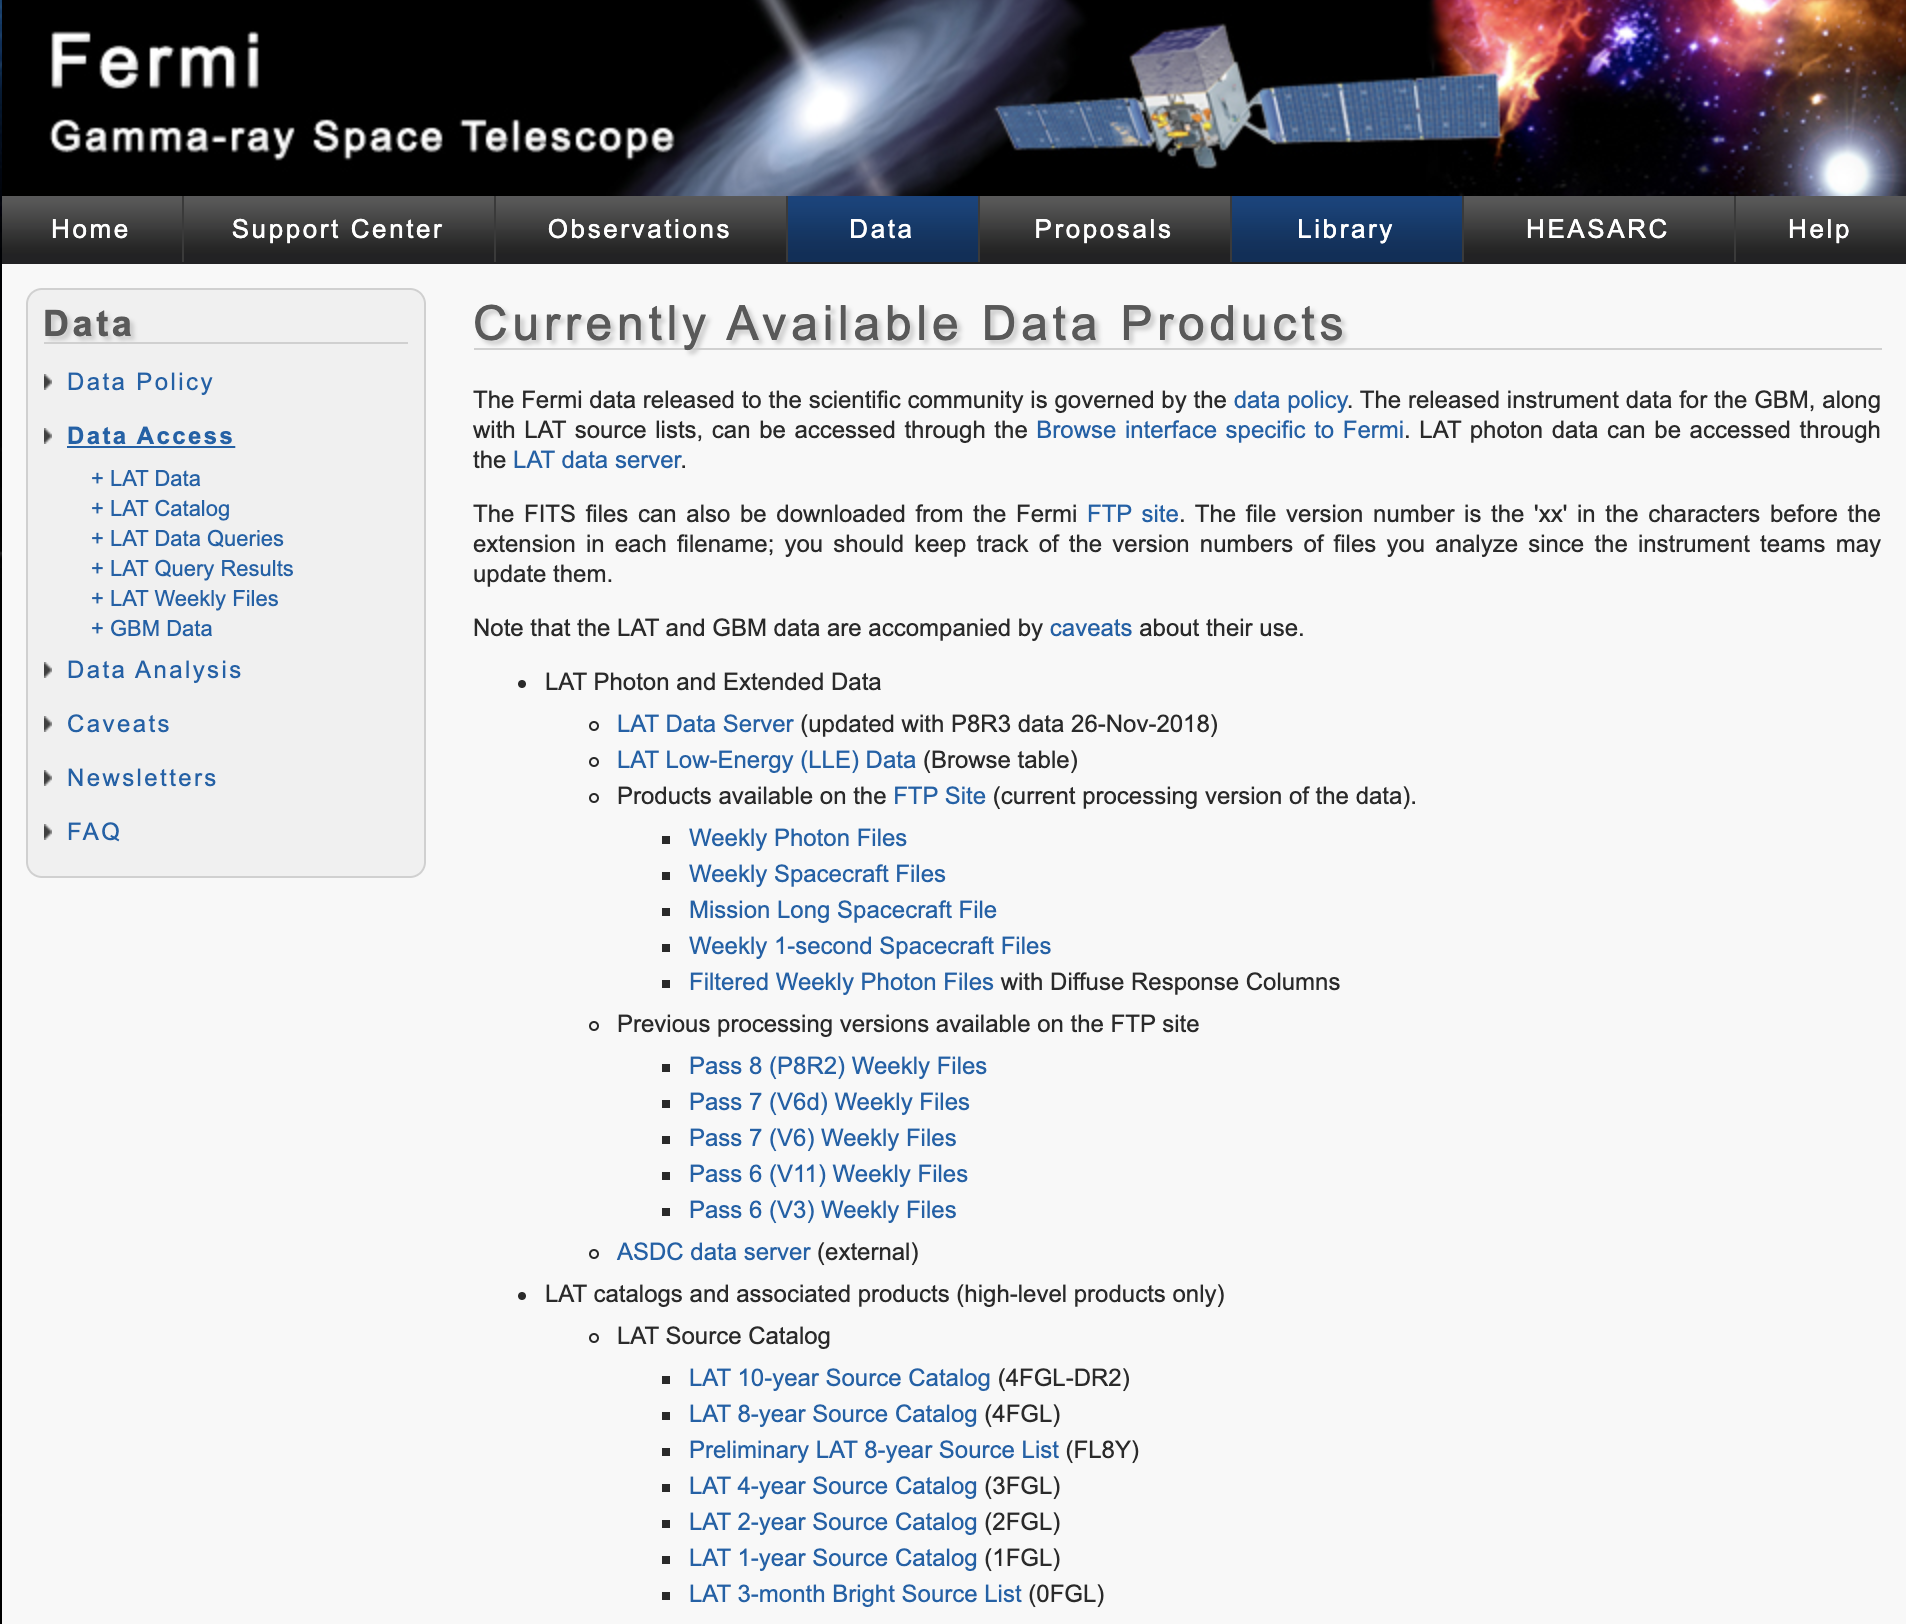 Fermi
Gamma-ray Space Telescope
Home
Support Center
Observations
Data
Proposals
Library
HEASARC
Help
Data
Data Policy
Data Access
+ LAT Data
+ LAT Catalog
+ LAT Data Queries
+ LAT Query Results
+ LAT Weekly Files
+ GBM Data
Data Analysis
Caveats
Newsletters
FAQ
Currently Available Data Products
The Fermi data released to the scientific community is governed by the data policy. The released instrument data for the GBM, along
with LAT source lists, can be accessed through the Browse interface specific to Fermi. LAT photon data can be accessed through
the LAT data server.
The FITS files can also be downloaded from the Fermi FTP site. The file version number is the 'xx' in the characters before the
extension in each filename; you should keep track of the version numbers of files you analyze since the instrument teams may
update them.
Note that the LAT and GBM data are accompanied by caveats about their use.
LAT Photon and Extended Data
LAT Data Server (updated with P8R3 data 26-Nov-2018)
LAT Low-Energy (LLE) Data (Browse table)
Products available on the FTP Site (current processing version of the data).
Weekly Photon Files
Weekly Spacecraft Files
Mission Long Spacecraft File
Weekly 1-second Spacecraft Files
Filtered Weekly Photon Files with Diffuse Response Columns
Previous processing versions available on the FTP site
Pass 8 (P8R2) Weekly Files
Pass 7 (V6d) Weekly Files
Pass 7 (V6) Weekly Files
Pass 6 (V11) Weekly Files
Pass 6 (V3) Weekly Files
ASDC data server (external)
LAT catalogs and associated products (high-level products only)
LAT Source Catalog
LAT 10-year Source Catalog (4FGL-DR2)
LAT 8-year Source Catalog (4FGL)
Preliminary LAT 8-year Source List (FL8Y)
LAT 4-year Source Catalog (3FGL)
LAT 2-year Source Catalog (2FGL)
LAT 1-year Source Catalog (1FGL)
LAT 3-month Bright Source List (0FGL)